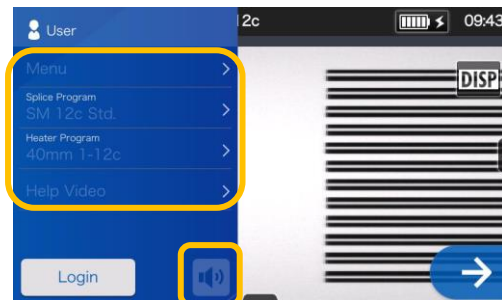 User
12c
09:43
Menu
DISP
Splice Program
SM 12c Std.
Heater Program
40mm 1-12c
Help Video
Login